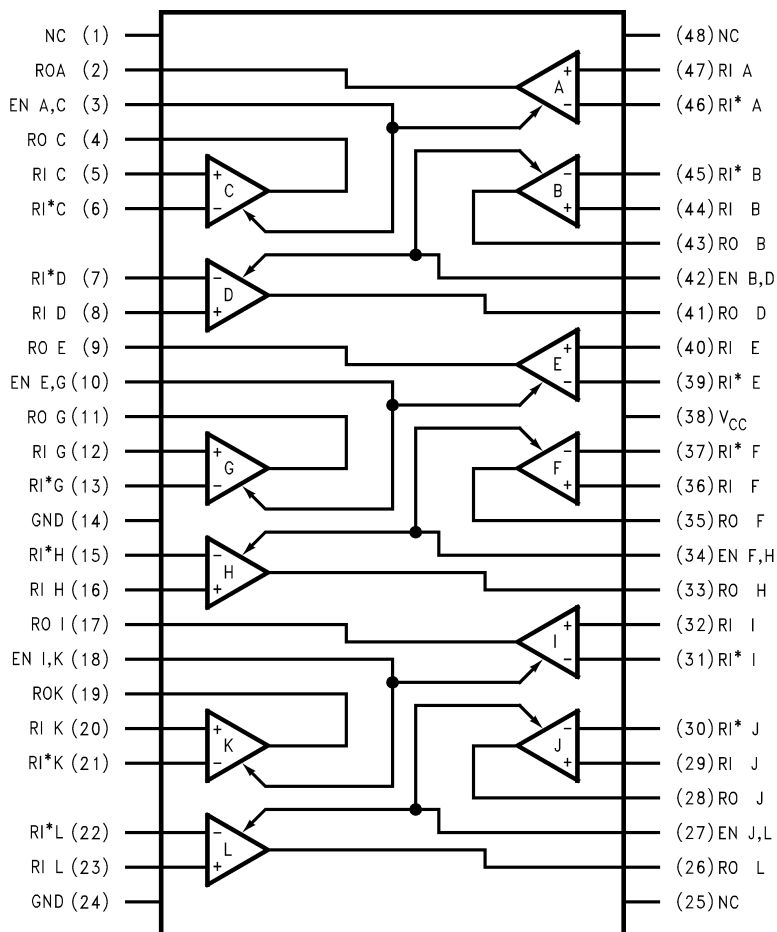 NC (1)
ROA (2)
EN A,C (3)
RO C (4)
RI C (5)
RI*C (6)
RI*D (7)
RI D (8)
RO E (9)
EN E,G (10)
RO G (11)
RI G (12)
RI*G (13)
GND (14)
RI*H (15)
RI H (16)
RO I (17)
EN I,K (18)
ROK (19)
RI K (20)
RI*K (21)
RI*L (22)
RI L (23)
GND (24)
+ A −
− B +
+ C −
− D +
+ E −
− F +
+ G −
− H +
+ I −
− J +
+ K −
− L +
(48) NC
(47) RI A
(46) RI* A
(45) RI* B
(44) RI B
(43) RO B
(42) EN B,D
(41) RO D
(40) RI E
(39) RI* E
(38) VCC
(37) RI* F
(36) RI F
(35) RO F
(34) EN F,H
(33) RO H
(32) RI I
(31) RI* I
(30) RI* J
(29) RI J
(28) RO J
(27) EN J,L
(26) RO L
(25) NC